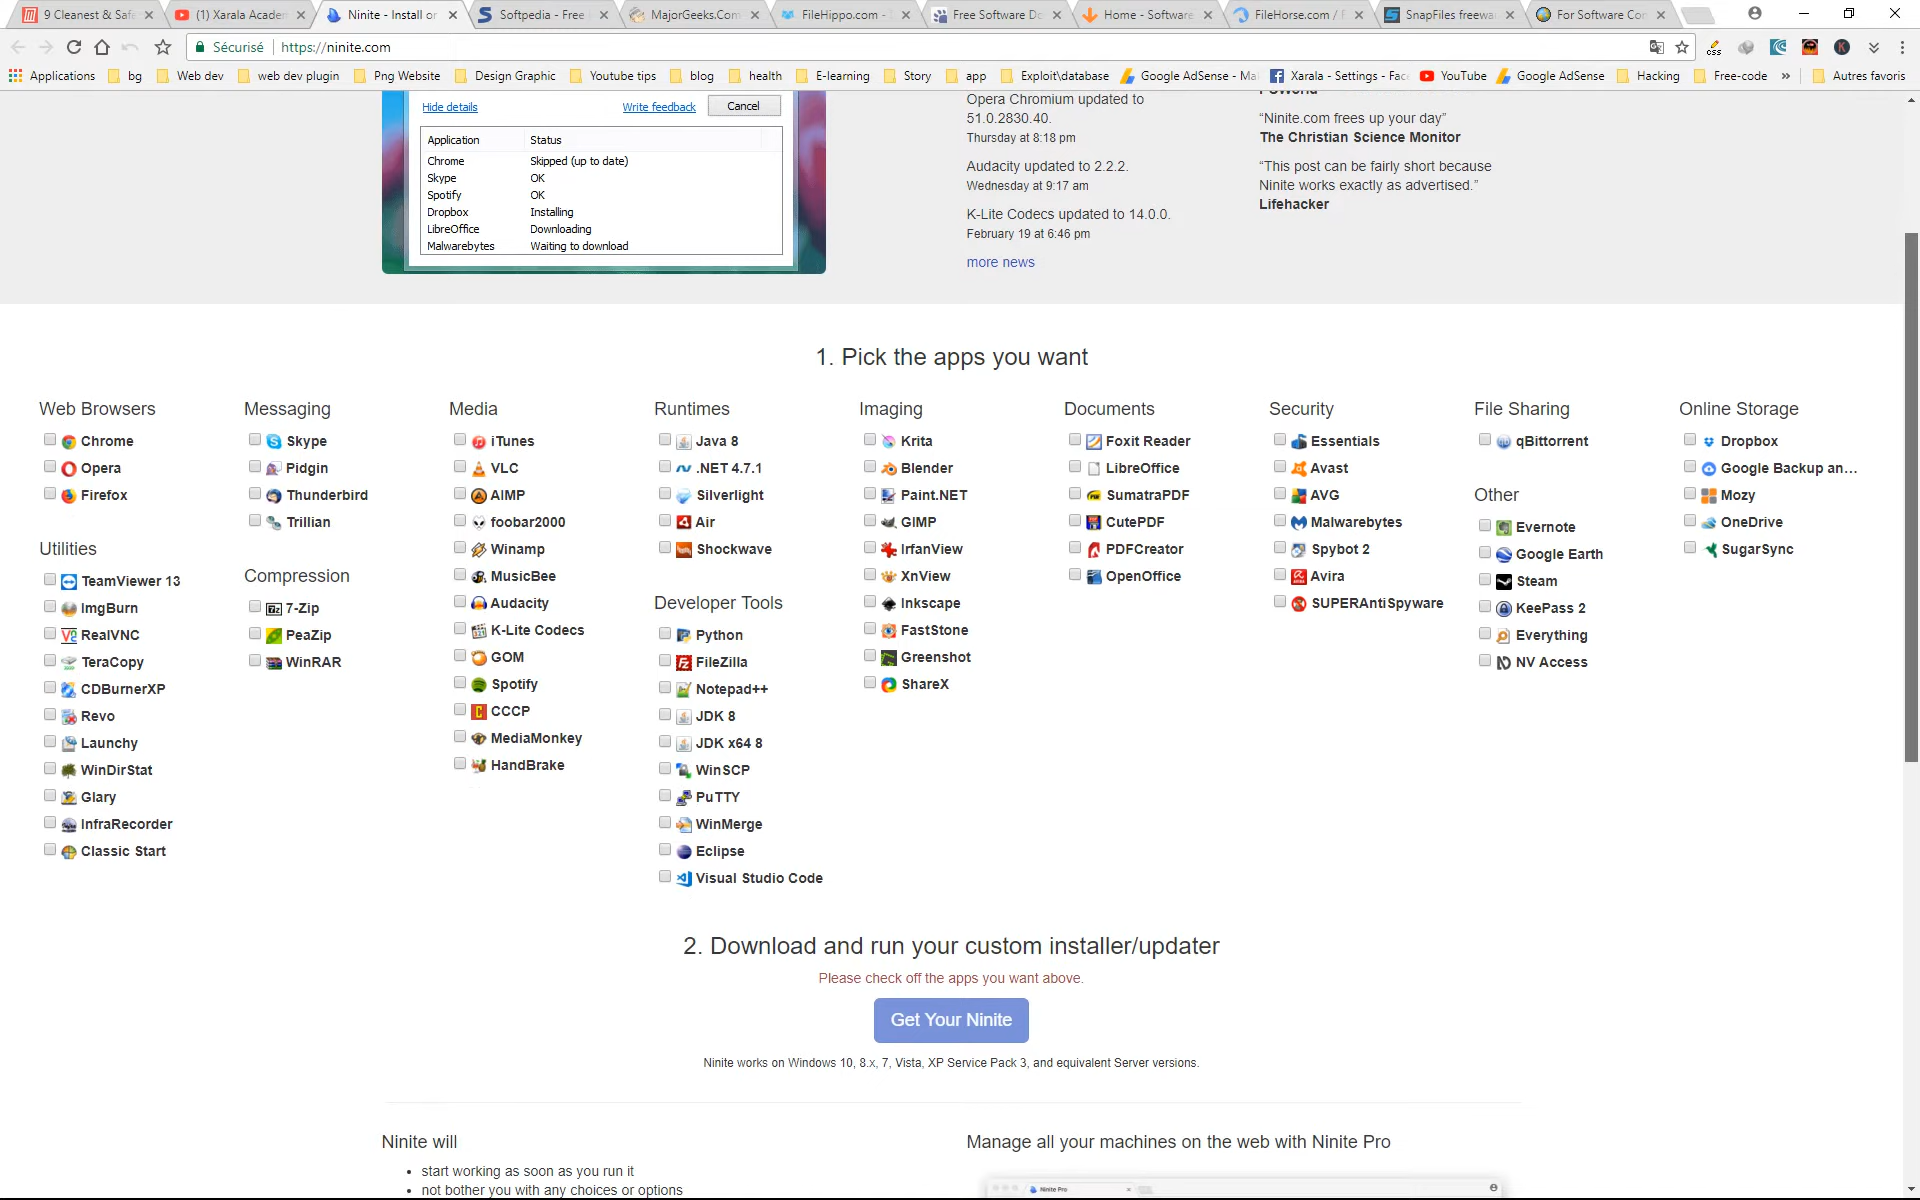 9 Cleanest & Safe
(1) Xarala Academ
Ninite - Install or
Softpedia - Free
MajorGeeks.Com
FileHippo.com -
Free Software Do
Home - Software
FileHorse.com / F
SnapFiles freewar
For Software Con
Sécurisé
https://ninite.com
Applications
bg
Web dev
web dev plugin
Png Website
Design Graphic
Youtube tips
blog
health
E-learning
Story
app
Exploit\database
Google AdSense - Mai
Xarala - Settings - Fac
YouTube
Google AdSense
Hacking
Free-code
»
Autres favoris
Hide details
Write feedback
Cancel
Application Status
Chrome Skipped (up to date)
Skype OK
Spotify OK
Dropbox Installing
LibreOffice Downloading
Malwarebytes Waiting to download
Opera Chromium updated to
51.0.2830.40.
Thursday at 8:18 pm
Audacity updated to 2.2.2.
Wednesday at 9:17 am
K-Lite Codecs updated to 14.0.0.
February 19 at 6:46 pm
more news
“Ninite.com frees up your day”
The Christian Science Monitor
“This post can be fairly short because
Ninite works exactly as advertised.”
Lifehacker
1. Pick the apps you want
Web Browsers
Chrome
Opera
Firefox
Utilities
TeamViewer 13
ImgBurn
RealVNC
TeraCopy
CDBurnerXP
Revo
Launchy
WinDirStat
Glary
InfraRecorder
Classic Start
Messaging
Skype
Pidgin
Thunderbird
Trillian
Compression
7-Zip
PeaZip
WinRAR
Media
iTunes
VLC
AIMP
foobar2000
Winamp
MusicBee
Audacity
K-Lite Codecs
GOM
Spotify
CCCP
MediaMonkey
HandBrake
Runtimes
Java 8
.NET 4.7.1
Silverlight
Air
Shockwave
Developer Tools
Python
FileZilla
Notepad++
JDK 8
JDK x64 8
WinSCP
PuTTY
WinMerge
Eclipse
Visual Studio Code
Imaging
Krita
Blender
Paint.NET
GIMP
IrfanView
XnView
Inkscape
FastStone
Greenshot
ShareX
Documents
Foxit Reader
LibreOffice
SumatraPDF
CutePDF
PDFCreator
OpenOffice
Security
Essentials
Avast
AVG
Malwarebytes
Spybot 2
Avira
SUPERAntiSpyware
File Sharing
qBittorrent
Other
Evernote
Google Earth
Steam
KeePass 2
Everything
NV Access
Online Storage
Dropbox
Google Backup an...
Mozy
OneDrive
SugarSync
2. Download and run your custom installer/updater
Please check off the apps you want above.
Get Your Ninite
Ninite works on Windows 10, 8.x, 7, Vista, XP Service Pack 3, and equivalent Server versions.
Ninite will
• start working as soon as you run it
• not bother you with any choices or options
Manage all your machines on the web with Ninite Pro
Ninite Pro